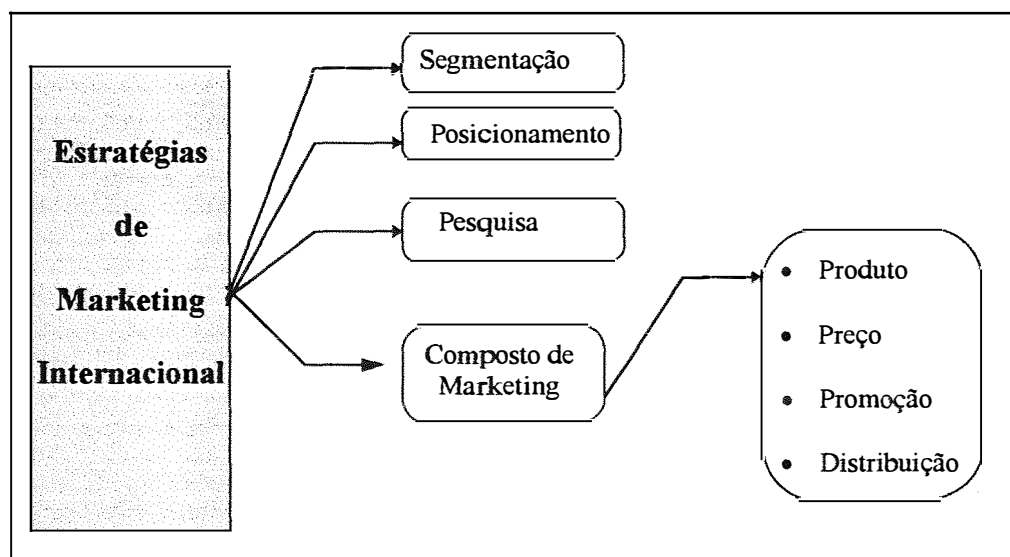 Estratégias
de
Marketing
Internacional
Segmentação
Posicionamento
Pesquisa
Composto de
Marketing
• Produto
• Preço
• Promoção
• Distribuição